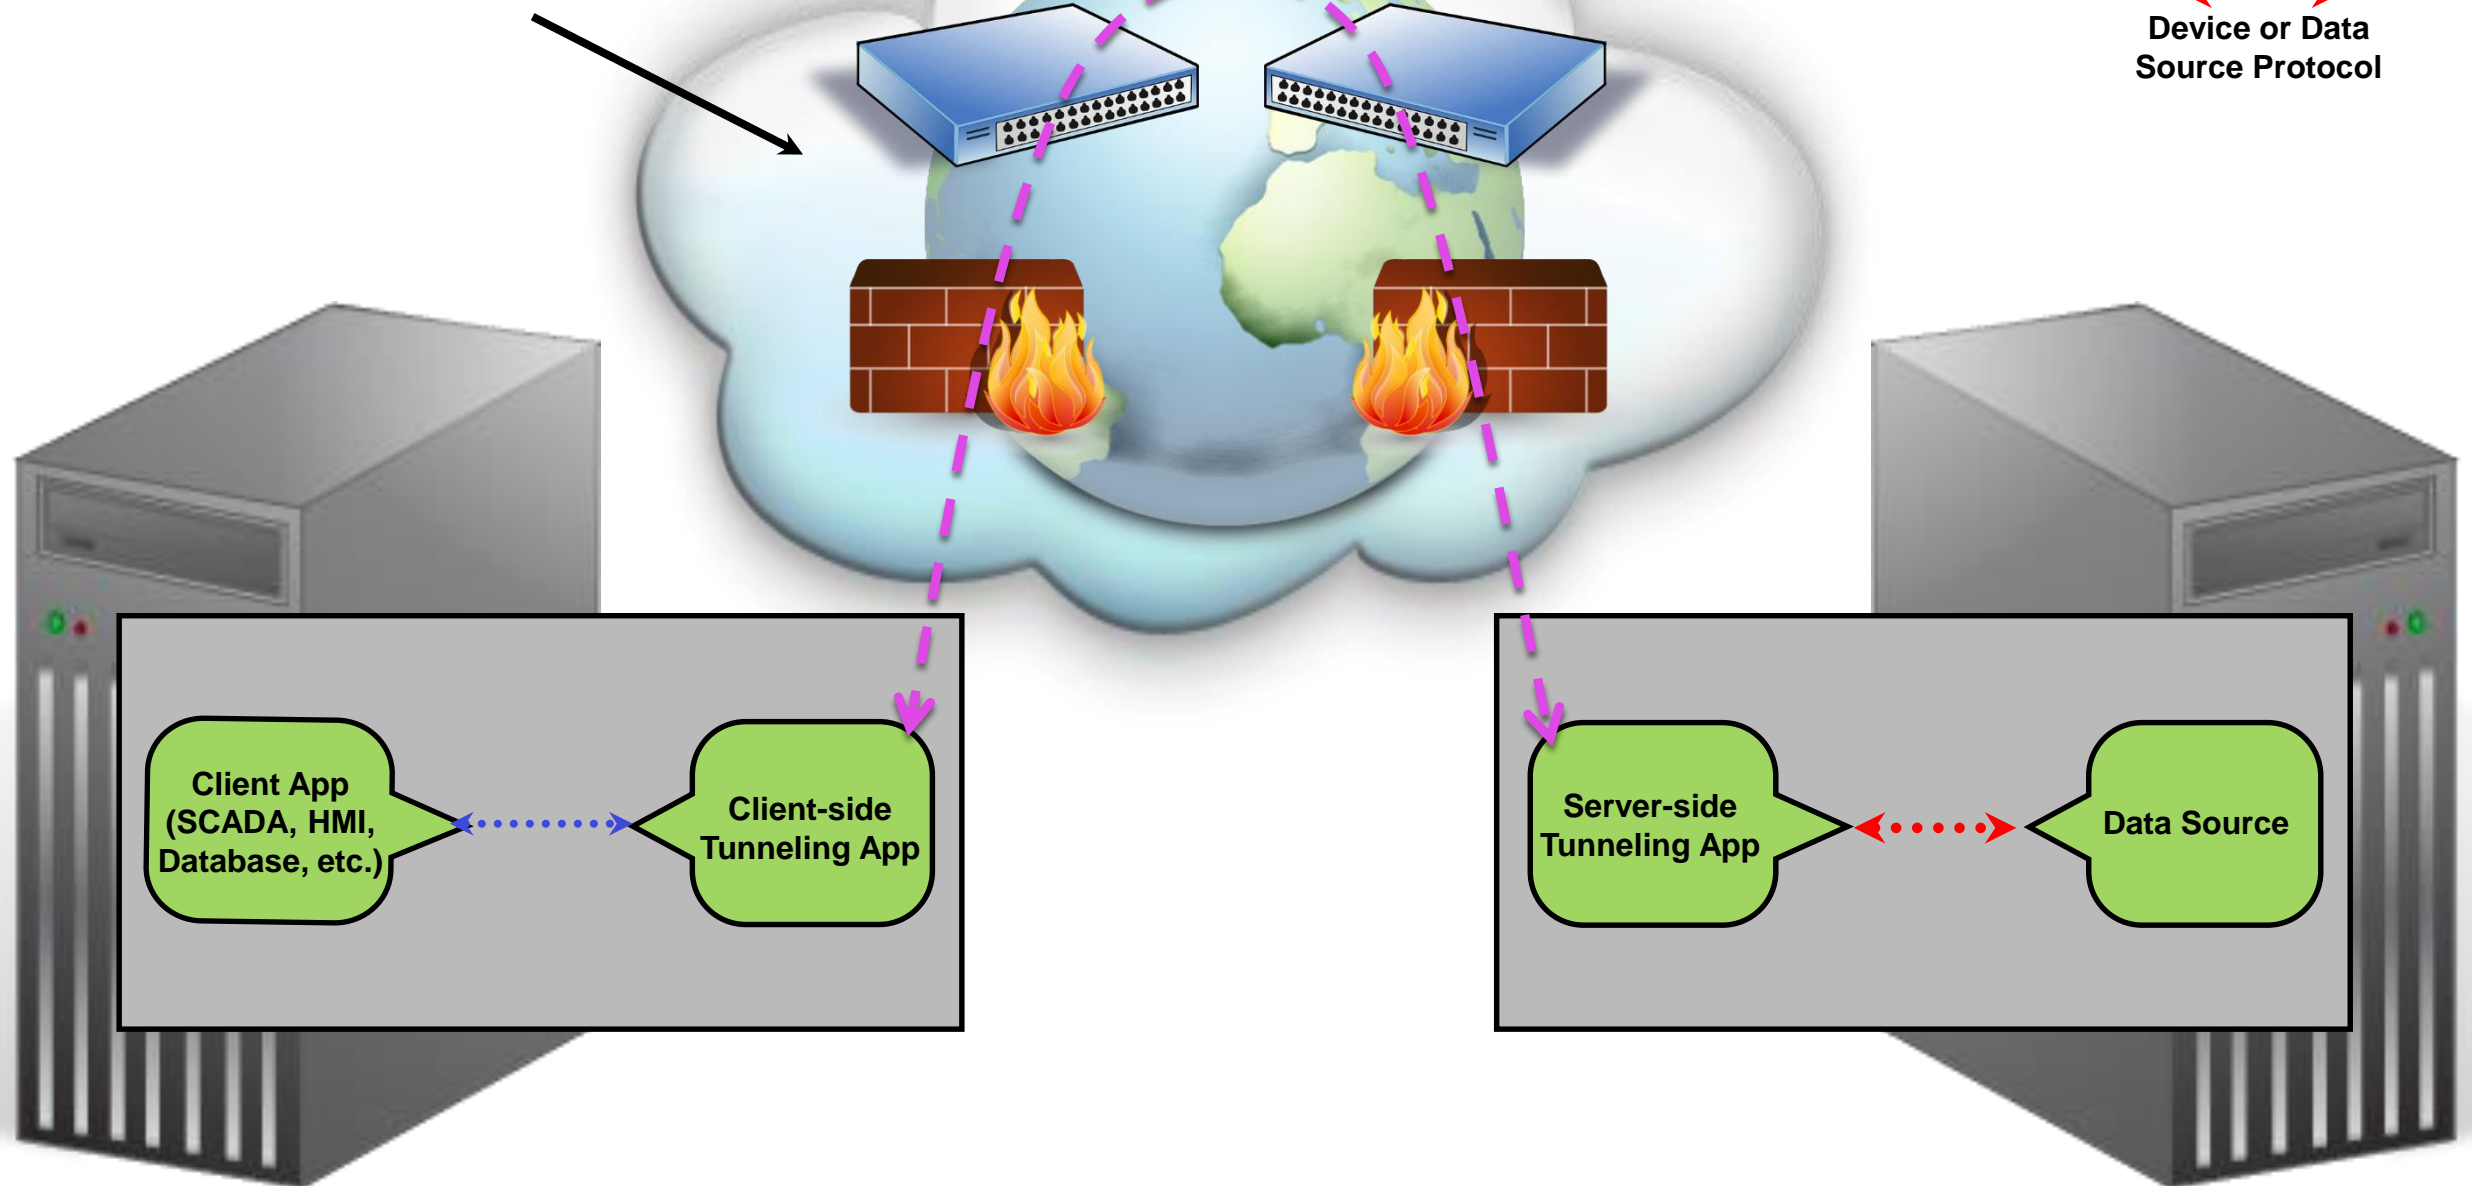 Device or Data
Source Protocol
Client App
(SCADA, HMI,
Database, etc.)
Client-side
Tunneling App
Server-side
Tunneling App
Data Source